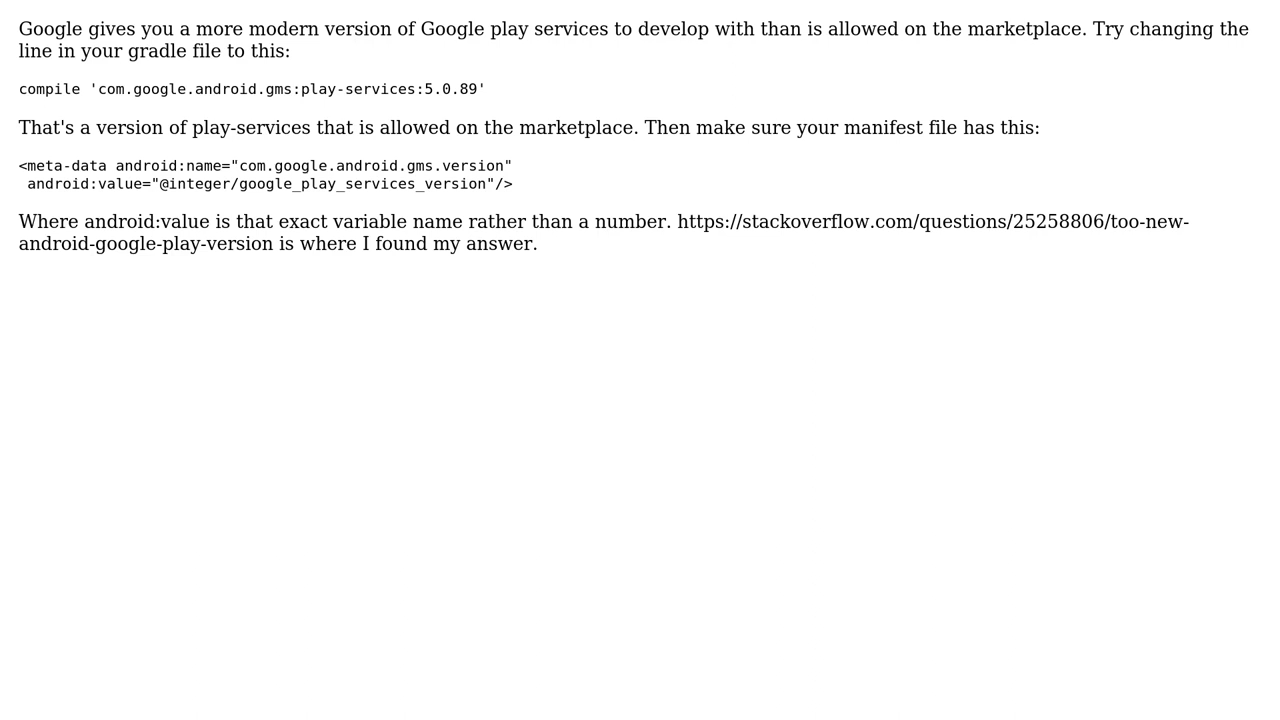 Google gives you a more modern version of Google play services to develop with than is allowed on the marketplace. Try changing the
line in your gradle file to this:
compile 'com.google.android.gms:play-services:5.0.89'
That's a version of play-services that is allowed on the marketplace. Then make sure your manifest file has this:
<meta-data android:name="com.google.android.gms.version"
 android:value="@integer/google_play_services_version"/>
Where android:value is that exact variable name rather than a number. https://stackoverflow.com/questions/25258806/too-new-
android-google-play-version is where I found my answer.